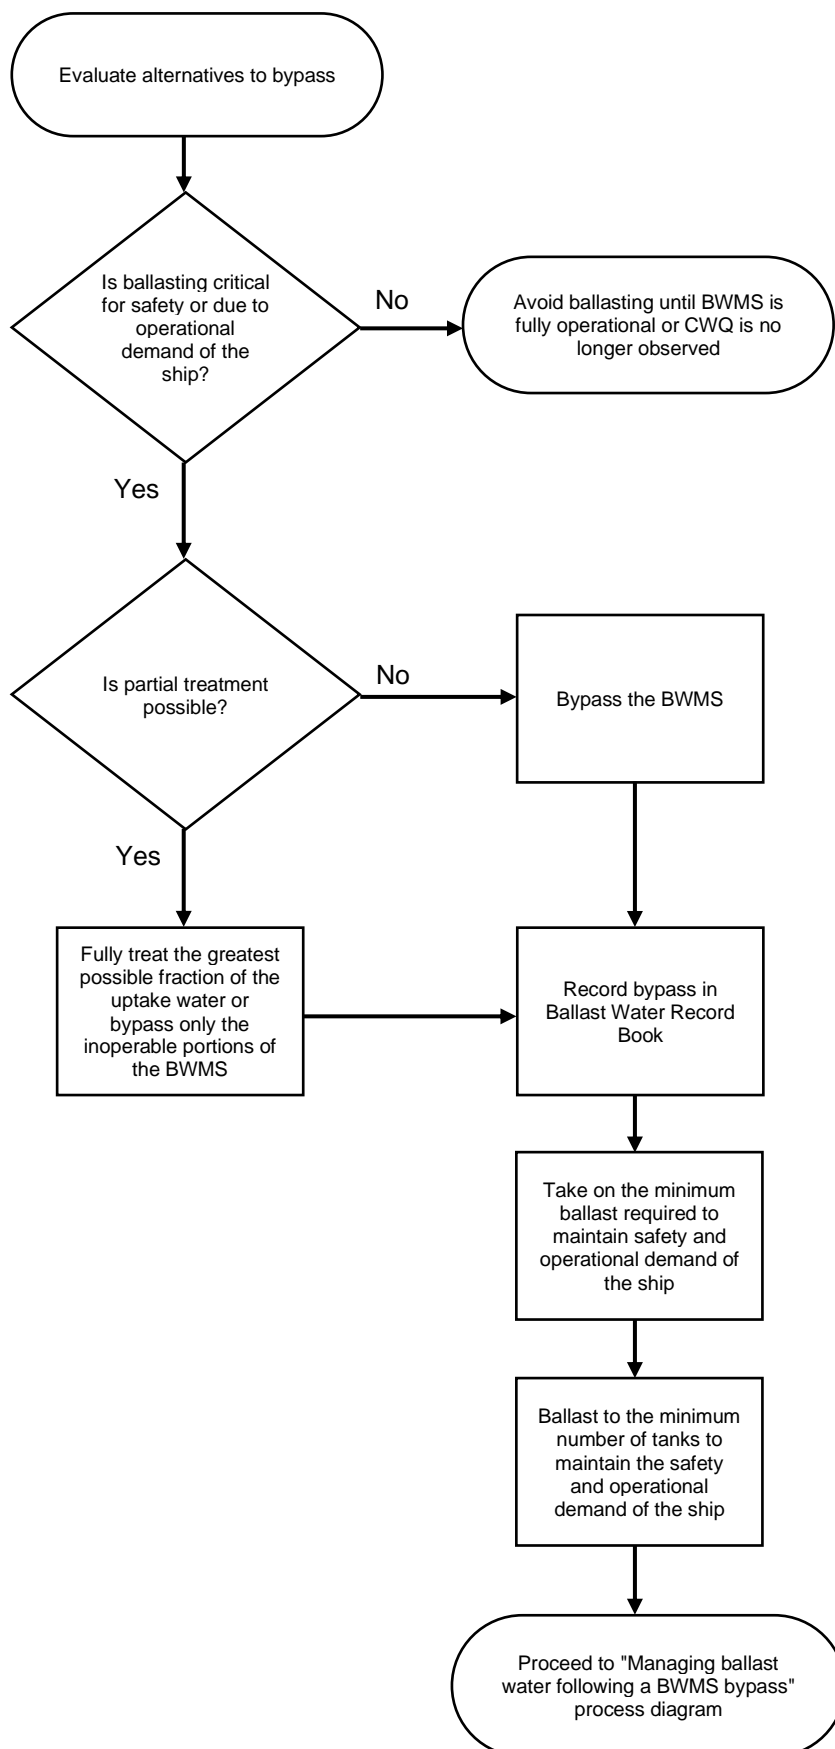 Evaluate alternatives to bypass
Is ballasting critical
for safety or due to
operational
demand of the
ship?
No
Avoid ballasting until BWMS is
fully operational or CWQ is no
longer observed
Yes
Is partial treatment
possible?
No
Bypass the BWMS
Yes
Fully treat the greatest
possible fraction of the
uptake water or
bypass only the
inoperable portions of
the BWMS
Record bypass in
Ballast Water Record
Book
Take on the minimum
ballast required to
maintain safety and
operational demand of
the ship
Ballast to the minimum
number of tanks to
maintain the safety
and operational
demand of the ship
Proceed to "Managing ballast
water following a BWMS bypass"
process diagram